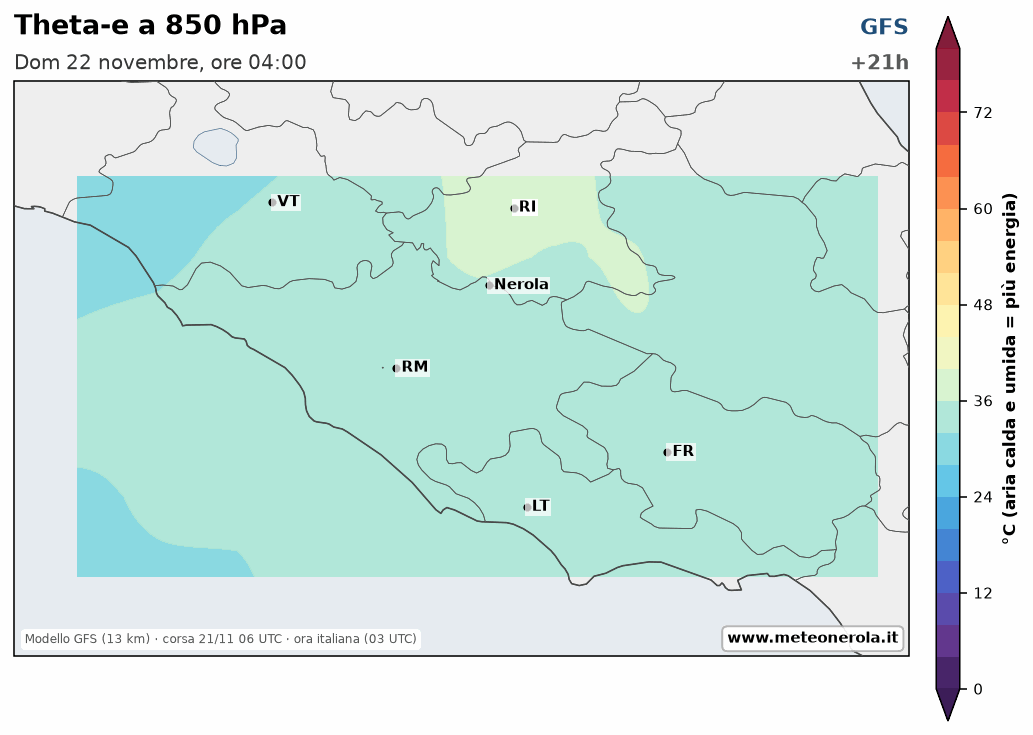 Theta-e a 850 hPa
GFS
Dom 22 novembre, ore 04:00
+21h
VT
RI
Nerola
RM
FR
LT
Modello GFS (13 km) · corsa 21/11 06 UTC · ora italiana (03 UTC)
www.meteonerola.it
72
60
48
36
24
12
0
°C (aria calda e umida = più energia)